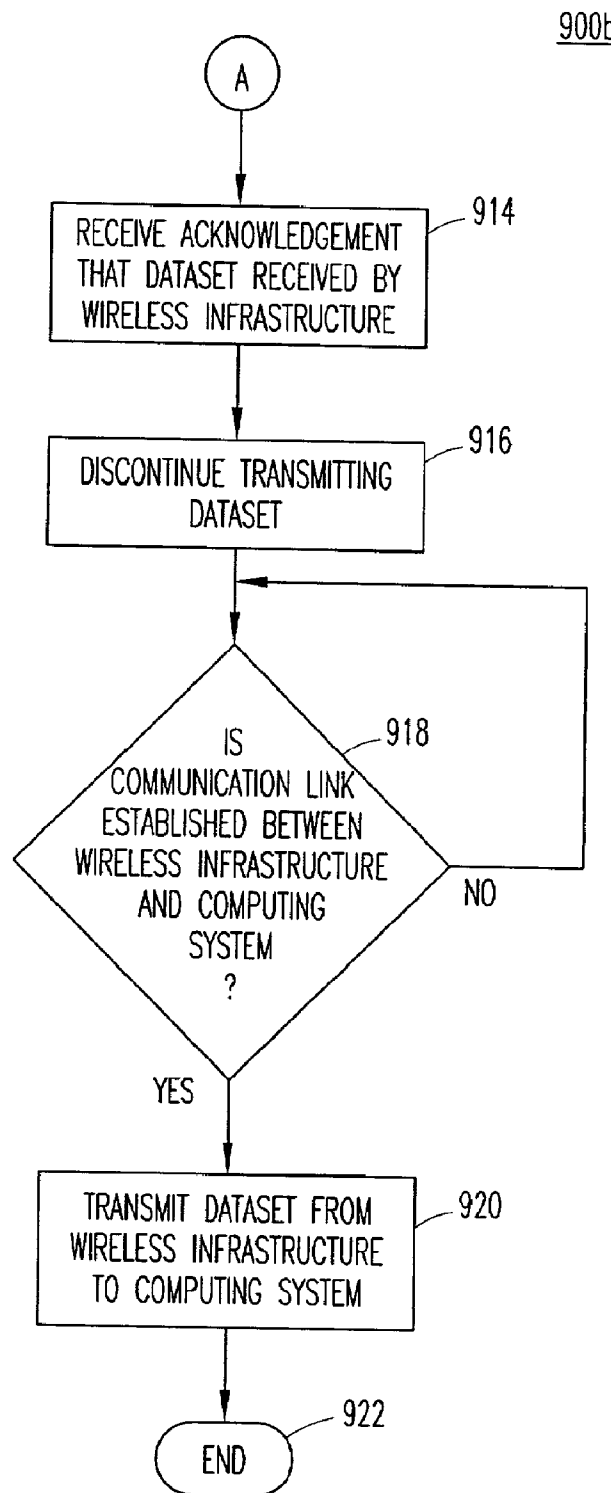 900b
A
914
RECEIVE ACKNOWLEDGEMENT
THAT DATASET RECEIVED BY
WIRELESS INFRASTRUCTURE
916
DISCONTINUE TRANSMITTING
DATASET
918
IS
COMMUNICATION LINK
ESTABLISHED BETWEEN
WIRELESS INFRASTRUCTURE
AND COMPUTING
SYSTEM
?
NO
YES
920
TRANSMIT DATASET FROM
WIRELESS INFRASTRUCTURE
TO COMPUTING SYSTEM
922
END